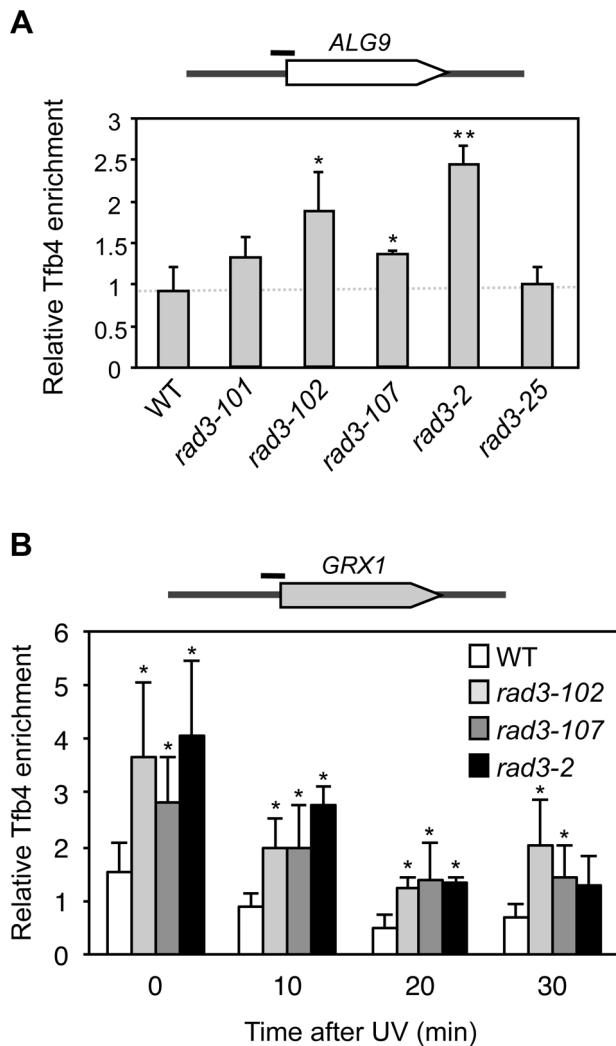 A
ALG9
Relative Tfb4 enrichment
3
2.5
2
1.5
1
0.5
0
*
*
**
WT
rad3-101
rad3-102
rad3-107
rad3-2
rad3-25
B
GRX1
Relative Tfb4 enrichment
6
5
4
3
2
1
0
WT
rad3-102
rad3-107
rad3-2
* * *
* * *
* * *
* *
0 10 20 30
Time after UV (min)